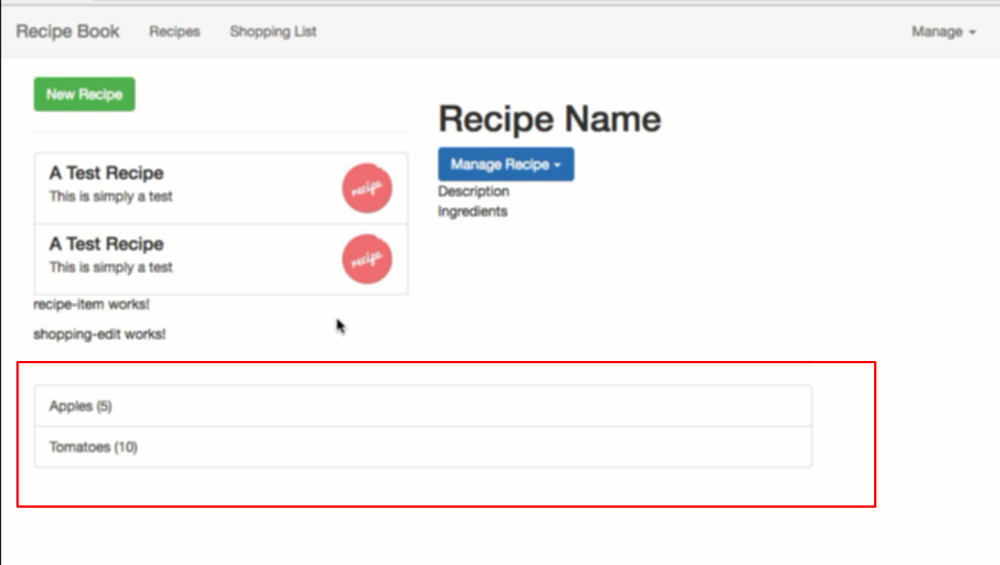 Recipe Book Recipes Shopping List Manage
New Recipe
A Test Recipe
This is simply a test
recipe
A Test Recipe
This is simply a test
recipe
recipe-item works!
shopping-edit works!
Recipe Name
Manage Recipe
Description
Ingredients
Apples (5)
Tomatoes (10)